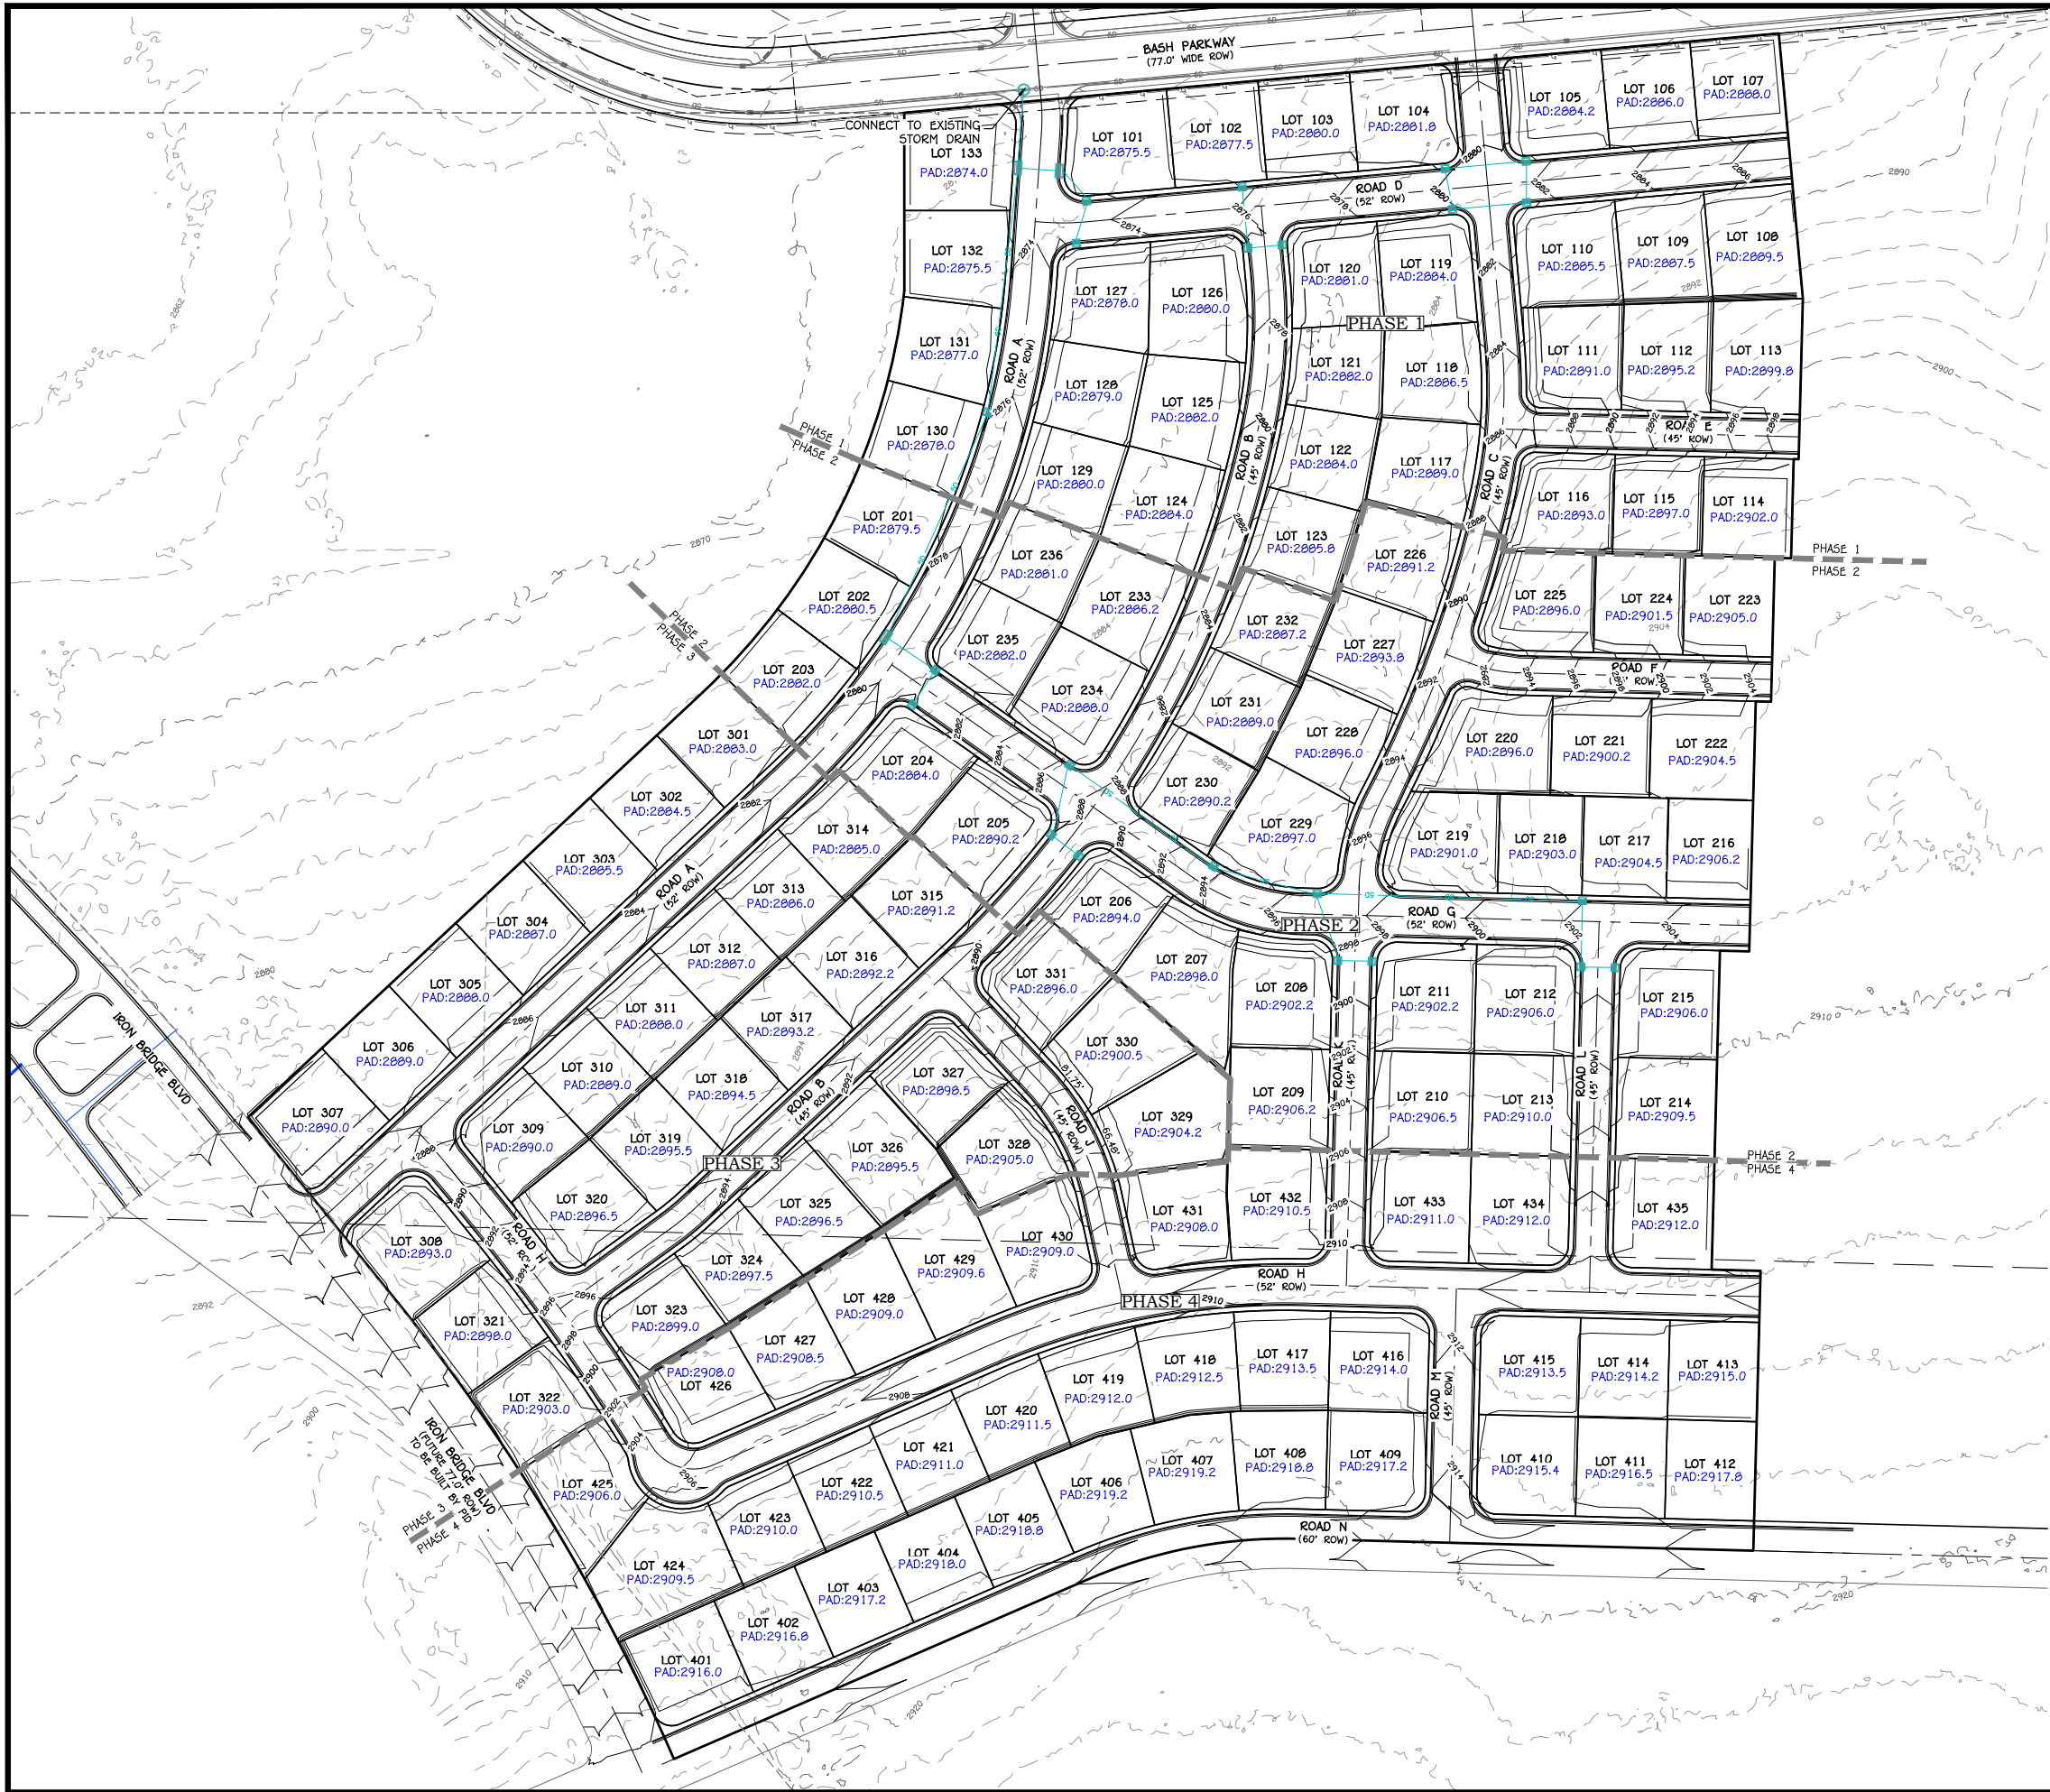 BASH PARKWAY
(77.0' WIDE ROW)
CONNECT TO EXISTING
STORM DRAIN
LOT 133
PAD:2874.0
LOT 101
PAD:2875.5
LOT 102
PAD:2877.5
LOT 103
PAD:2880.0
LOT 104
PAD:2881.8
LOT 105
PAD:2884.2
LOT 106
PAD:2886.0
LOT 107
PAD:2888.0
ROAD D
(52' ROW)
LOT 132
PAD:2875.5
LOT 131
PAD:2877.0
LOT 130
PAD:2878.0
LOT 127
PAD:2878.0
LOT 126
PAD:2880.0
LOT 120
PAD:2881.0
LOT 119
PAD:2884.0
LOT 110
PAD:2885.5
LOT 109
PAD:2887.5
LOT 108
PAD:2889.5
PHASE 1
ROAD A
(52' ROW)
LOT 128
PAD:2879.0
LOT 125
PAD:2882.0
LOT 121
PAD:2882.0
LOT 118
PAD:2886.5
LOT 111
PAD:2891.0
LOT 112
PAD:2895.2
LOT 113
PAD:2899.8
ROAD E
(45' ROW)
LOT 129
PAD:2880.0
LOT 124
PAD:2884.0
ROAD B
(45' ROW)
LOT 122
PAD:2884.0
LOT 117
PAD:2889.0
ROAD C
(45' ROW)
LOT 116
PAD:2893.0
LOT 115
PAD:2897.0
LOT 114
PAD:2902.0
LOT 123
PAD:2885.8
PHASE 1
PHASE 2
PHASE 1
PHASE 2
LOT 201
PAD:2879.5
LOT 202
PAD:2880.5
LOT 203
PAD:2882.0
PHASE 2
PHASE 3
LOT 236
PAD:2881.0
LOT 233
PAD:2886.2
LOT 235
PAD:2882.0
LOT 234
PAD:2888.0
LOT 232
PAD:2887.2
LOT 226
PAD:2891.2
LOT 227
PAD:2893.8
LOT 231
PAD:2889.0
LOT 228
PAD:2896.0
LOT 230
PAD:2890.2
LOT 229
PAD:2897.0
LOT 225
PAD:2896.0
LOT 224
PAD:2901.5
LOT 223
PAD:2905.0
ROAD F
LOT 220
PAD:2896.0
LOT 221
PAD:2900.2
LOT 222
PAD:2904.5
LOT 219
PAD:2901.0
LOT 218
PAD:2903.0
LOT 217
PAD:2904.5
LOT 216
PAD:2906.2
ROAD G
(52' ROW)
PHASE 2
LOT 204
PAD:2884.0
LOT 205
PAD:2890.2
LOT 206
PAD:2894.0
LOT 207
PAD:2898.0
LOT 208
PAD:2902.2
LOT 209
PAD:2906.2
LOT 211
PAD:2902.2
LOT 212
PAD:2906.0
LOT 215
PAD:2906.0
LOT 210
PAD:2906.5
LOT 213
PAD:2910.0
LOT 214
PAD:2909.5
ROAD K
ROAD L
(45' ROW)
PHASE 2
PHASE 4
LOT 301
PAD:2883.0
LOT 302
PAD:2884.5
LOT 303
PAD:2885.5
LOT 304
PAD:2887.0
LOT 305
PAD:2888.0
LOT 306
PAD:2889.0
LOT 307
PAD:2890.0
ROAD A
(52' ROW)
LOT 314
PAD:2885.0
LOT 313
PAD:2886.0
LOT 315
PAD:2891.2
LOT 312
PAD:2887.0
LOT 316
PAD:2892.2
LOT 311
PAD:2888.0
LOT 317
PAD:2893.2
LOT 310
PAD:2889.0
LOT 318
PAD:2894.5
LOT 309
PAD:2890.0
LOT 319
PAD:2895.5
LOT 320
PAD:2896.5
ROAD B
(45' ROW)
PHASE 3
LOT 331
PAD:2896.0
LOT 330
PAD:2900.5
LOT 329
PAD:2904.2
LOT 327
PAD:2898.5
LOT 328
PAD:2905.0
ROAD J
(45' ROW)
81.75'
66.48'
LOT 326
PAD:2895.5
LOT 325
PAD:2896.5
LOT 324
PAD:2897.5
LOT 323
PAD:2899.0
IRON BRIDGE BLVD
LOT 308
PAD:2893.0
ROAD H
(52' ROW)
LOT 321
PAD:2898.0
LOT 322
PAD:2903.0
IRON BRIDGE BLVD
(FUTURE 77.0' ROW)
TO BE BUILT BY PID
PHASE 3
PHASE 4
LOT 431
PAD:2908.0
LOT 432
PAD:2910.5
LOT 433
PAD:2911.0
LOT 434
PAD:2912.0
LOT 435
PAD:2912.0
ROAD H
(52' ROW)
PHASE 4
LOT 430
PAD:2909.0
LOT 429
PAD:2909.6
LOT 428
PAD:2909.0
LOT 427
PAD:2908.5
PAD:2908.0
LOT 426
LOT 425
PAD:2906.0
LOT 424
PAD:2909.5
LOT 423
PAD:2910.0
LOT 422
PAD:2910.5
LOT 421
PAD:2911.0
LOT 420
PAD:2911.5
LOT 419
PAD:2912.0
LOT 418
PAD:2912.5
LOT 417
PAD:2913.5
LOT 416
PAD:2914.0
ROAD M
(45' ROW)
LOT 415
PAD:2913.5
LOT 414
PAD:2914.2
LOT 413
PAD:2915.0
LOT 410
PAD:2915.4
LOT 411
PAD:2916.5
LOT 412
PAD:2917.8
LOT 409
PAD:2917.2
LOT 408
PAD:2918.8
LOT 407
PAD:2919.2
LOT 406
PAD:2919.2
LOT 405
PAD:2918.8
LOT 404
PAD:2918.0
LOT 403
PAD:2917.2
LOT 402
PAD:2916.8
LOT 401
PAD:2916.0
ROAD N
(60' ROW)
2862
2870
2880
2890
2900
2910
2920
2892
2900
2910
2920